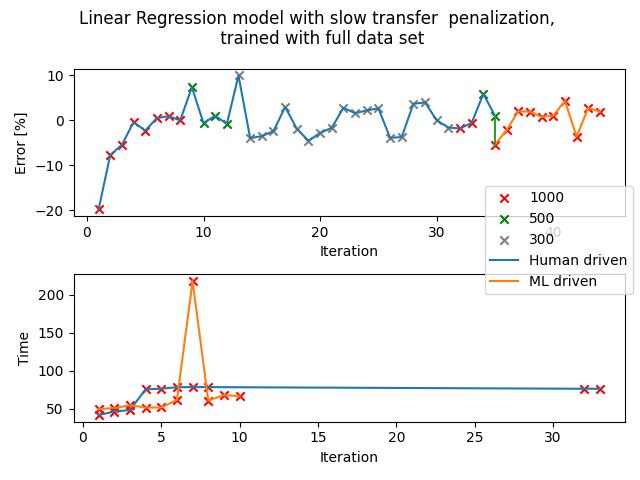 Linear Regression model with slow transfer  penalization,
trained with full data set
10
0
−10
−20
Error [%]
0
10
20
30
40
Iteration
1000
500
300
Human driven
ML driven
200
150
100
50
Time
0
5
10
15
20
25
30
Iteration